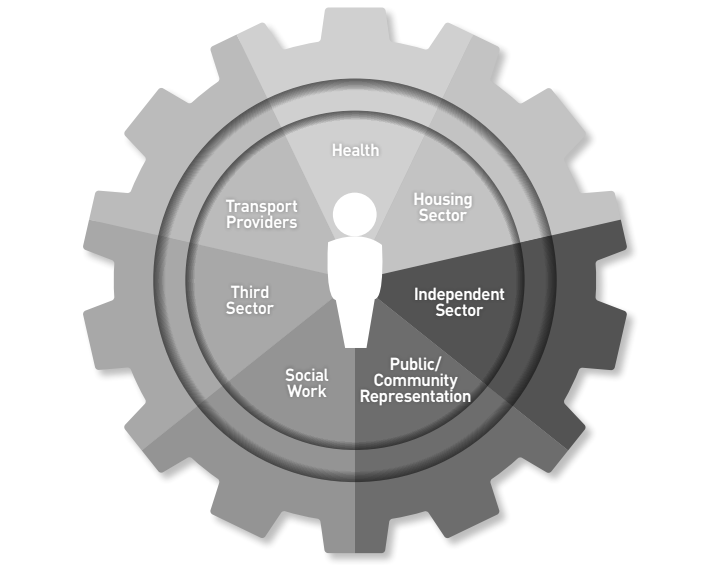 Health
Housing
Sector
Independent
Sector
Public/
Community
Representation
Social
Work
Third
Sector
Transport
Providers